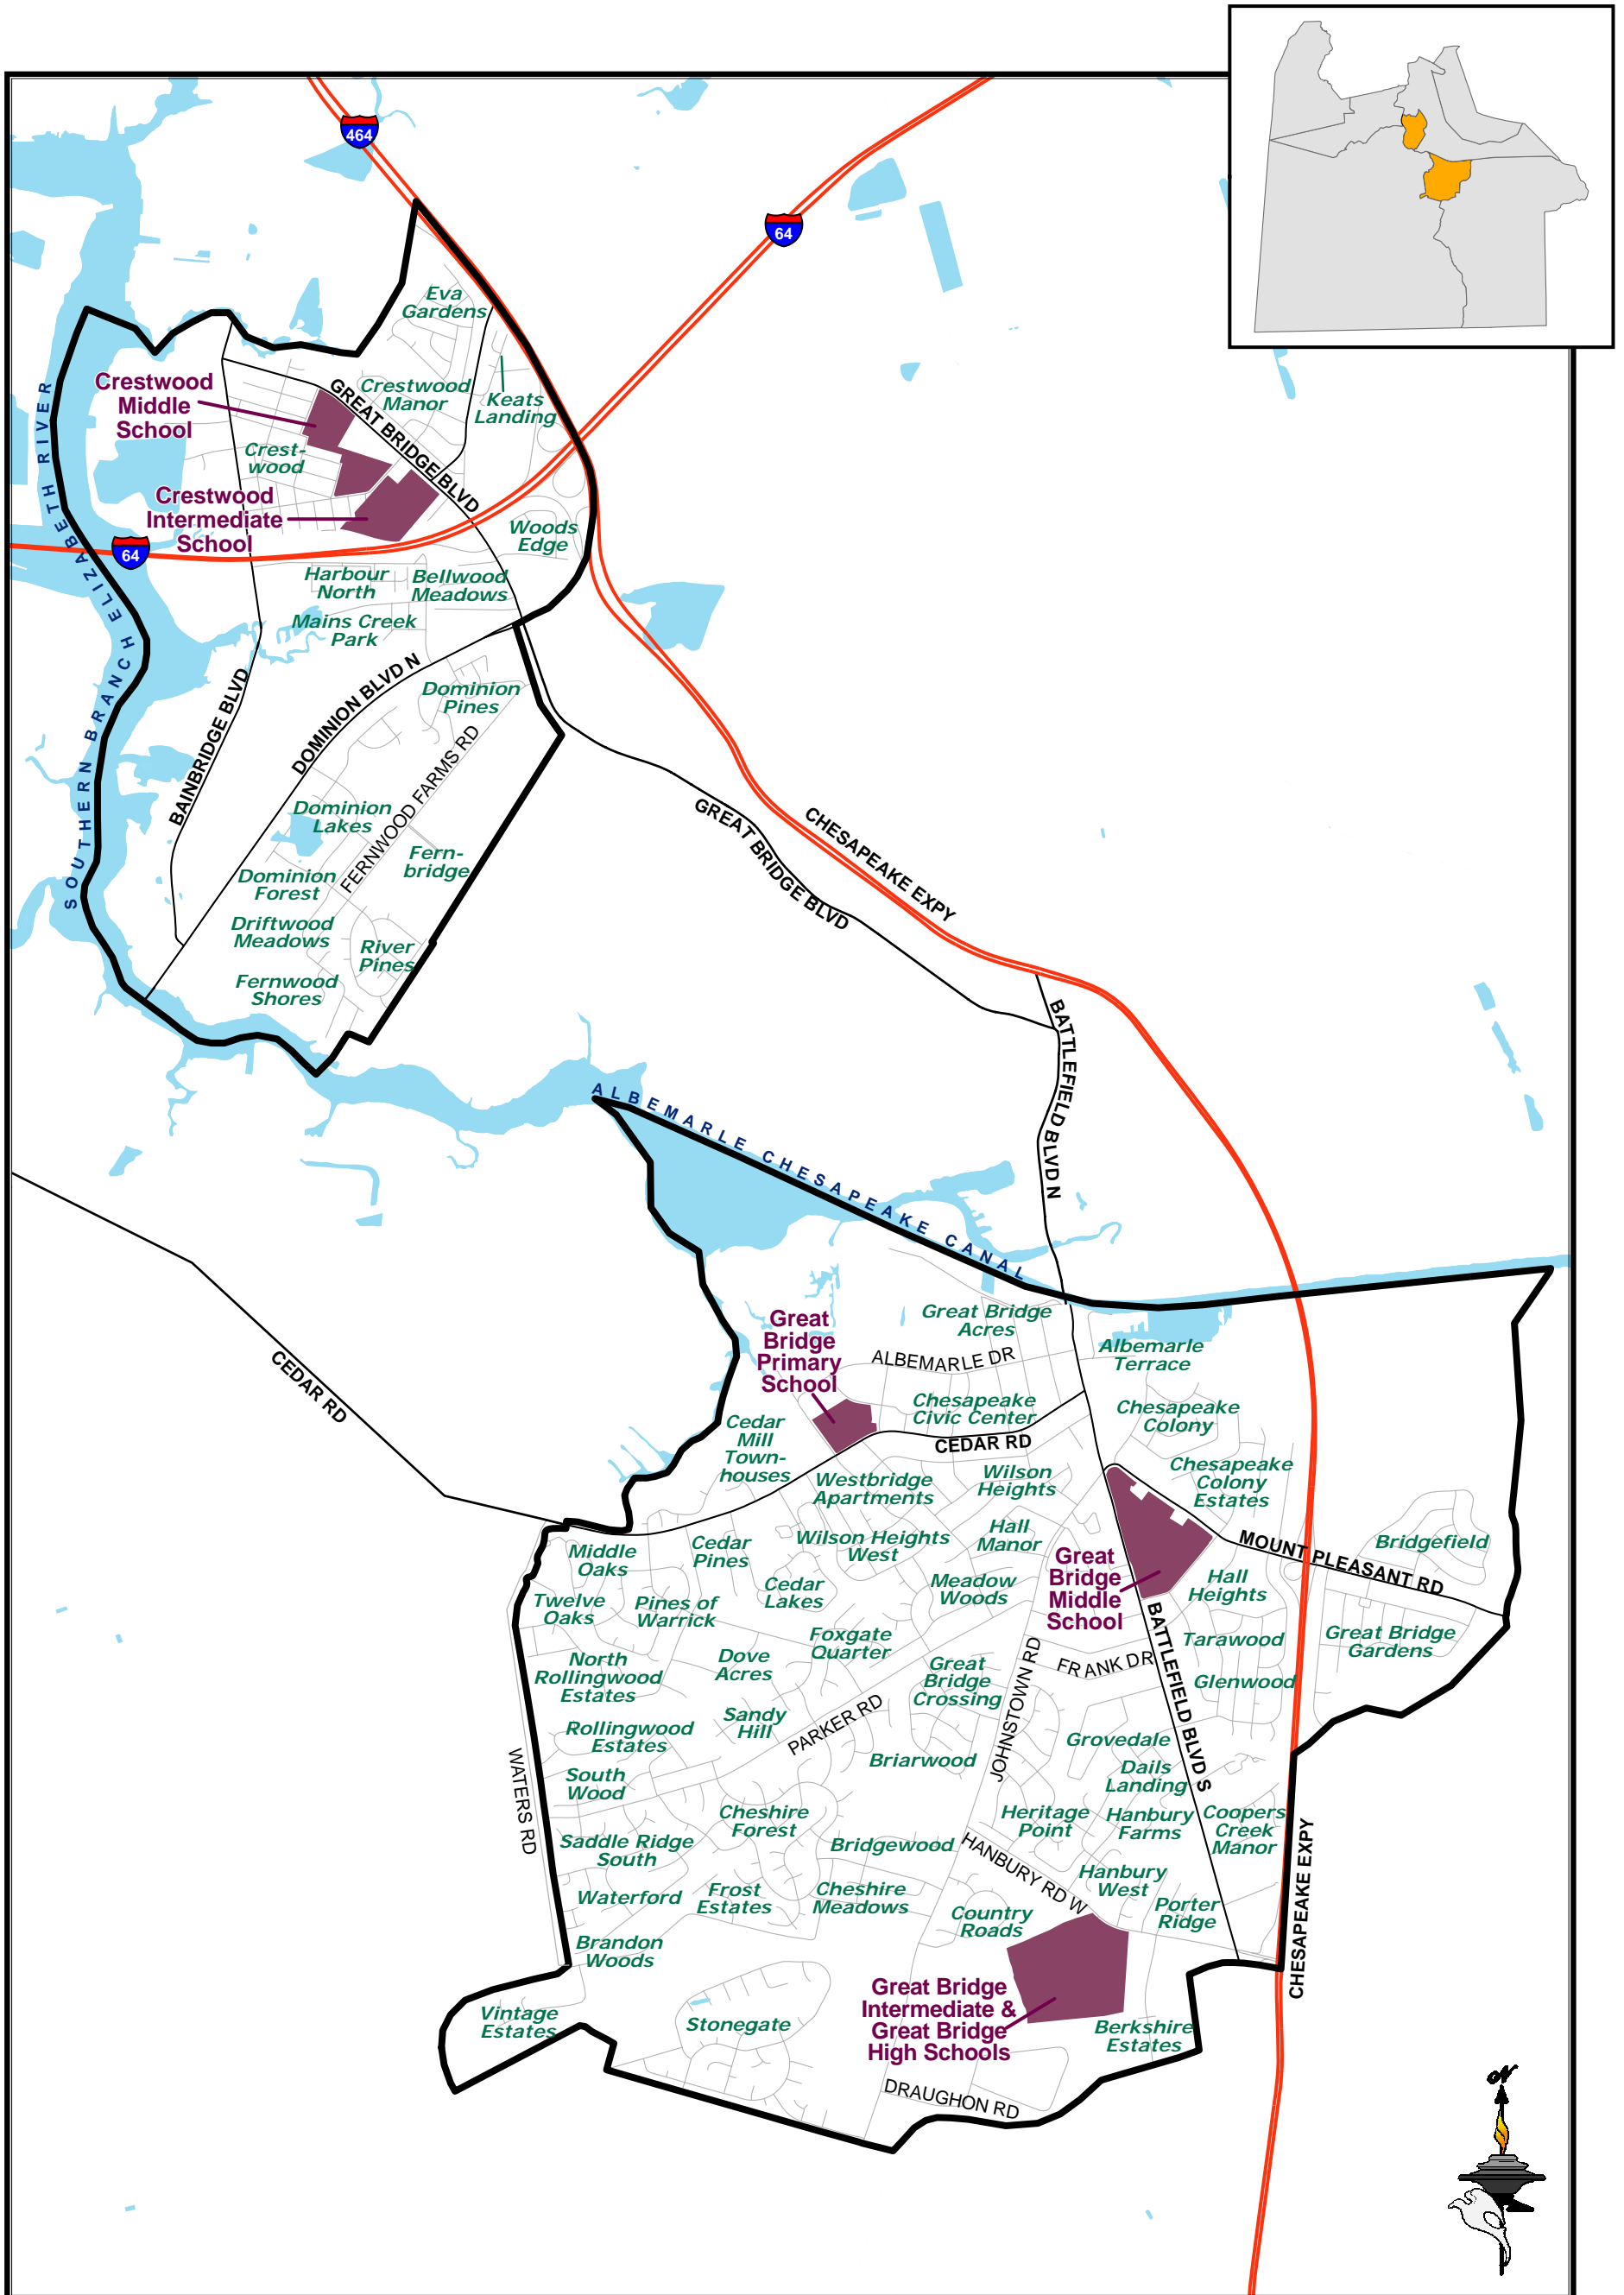 464
64
Eva
Gardens
Crestwood
Middle
School
GREAT BRIDGE BLVD
Crestwood
Manor
Keats
Landing
Crest-
wood
Crestwood
Intermediate
School
Woods
Edge
64
Harbour
North
Bellwood
Meadows
Mains Creek
Park
SOUTHERN BRANCH ELIZABETH RIVER
BAINBRIDGE BLVD
DOMINION BLVD N
Dominion
Pines
FERNWOOD FARMS RD
Dominion
Lakes
Fern-
bridge
Dominion
Forest
Driftwood
Meadows
River
Pines
Fernwood
Shores
GREAT BRIDGE BLVD
CHESAPEAKE EXPY
BATTLEFIELD BLVD N
ALBEMARLE CHESAPEAKE CANAL
CEDAR RD
Great
Bridge
Primary
School
Great Bridge
Acres
ALBEMARLE DR
Albemarle
Terrace
Chesapeake
Civic Center
CEDAR RD
Chesapeake
Colony
Cedar
Mill
Town-
houses
Westbridge
Apartments
Wilson
Heights
Chesapeake
Colony
Estates
MOUNT PLEASANT RD
Bridgefield
Middle
Oaks
Cedar
Pines
Wilson Heights
West
Hall
Manor
Great
Bridge
Middle
School
Hall
Heights
Twelve
Oaks
Pines of
Warrick
Cedar
Lakes
Meadow
Woods
Foxgate
Quarter
Tarawood
Great Bridge
Gardens
North
Rollingwood
Estates
Dove
Acres
Great
Bridge
Crossing
JOHNSTOWN RD
FRANK DR
BATTLEFIELD BLVD S
Glenwood
Rollingwood
Estates
Sandy
Hill
PARKER RD
Briarwood
Grovedale
WATERS RD
South
Wood
Dails
Landing
Cheshire
Forest
Heritage
Point
Hanbury
Farms
Coopers
Creek
Manor
Saddle Ridge
South
Bridgewood
HANBURY RD W
Hanbury
West
CHESAPEAKE EXPY
Waterford
Frost
Estates
Cheshire
Meadows
Country
Roads
Porter
Ridge
Brandon
Woods
Great Bridge
Intermediate &
Great Bridge
High Schools
Vintage
Estates
Stonegate
Berkshire
Estates
DRAUGHON RD
N